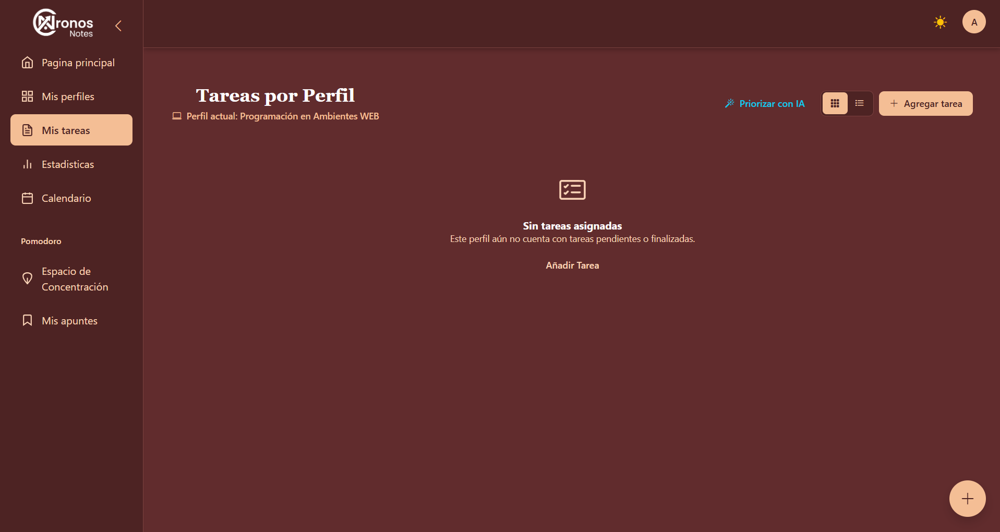 Kronos
Notes
A
Pagina principal
Mis perfiles
Mis tareas
Estadisticas
Calendario
Pomodoro
Espacio de
Concentración
Mis apuntes
Tareas por Perfil
Perfil actual: Programación en Ambientes WEB
Priorizar con IA
Agregar tarea
Sin tareas asignadas
Este perfil aún no cuenta con tareas pendientes o finalizadas.
Añadir Tarea